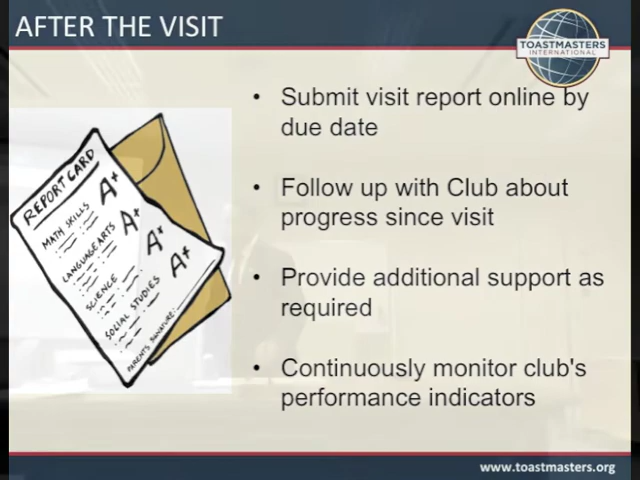 AFTER THE VISIT
TOASTMASTERS
INTERNATIONAL
• Submit visit report online by
due date
• Follow up with Club about
progress since visit
• Provide additional support as
required
• Continuously monitor club's
performance indicators
REPORT CARD
MATH SKILLS A+
LANGUAGE ARTS A+
SCIENCE A+
SOCIAL STUDIES A+
PARENTS SIGNATURE:
www.toastmasters.org